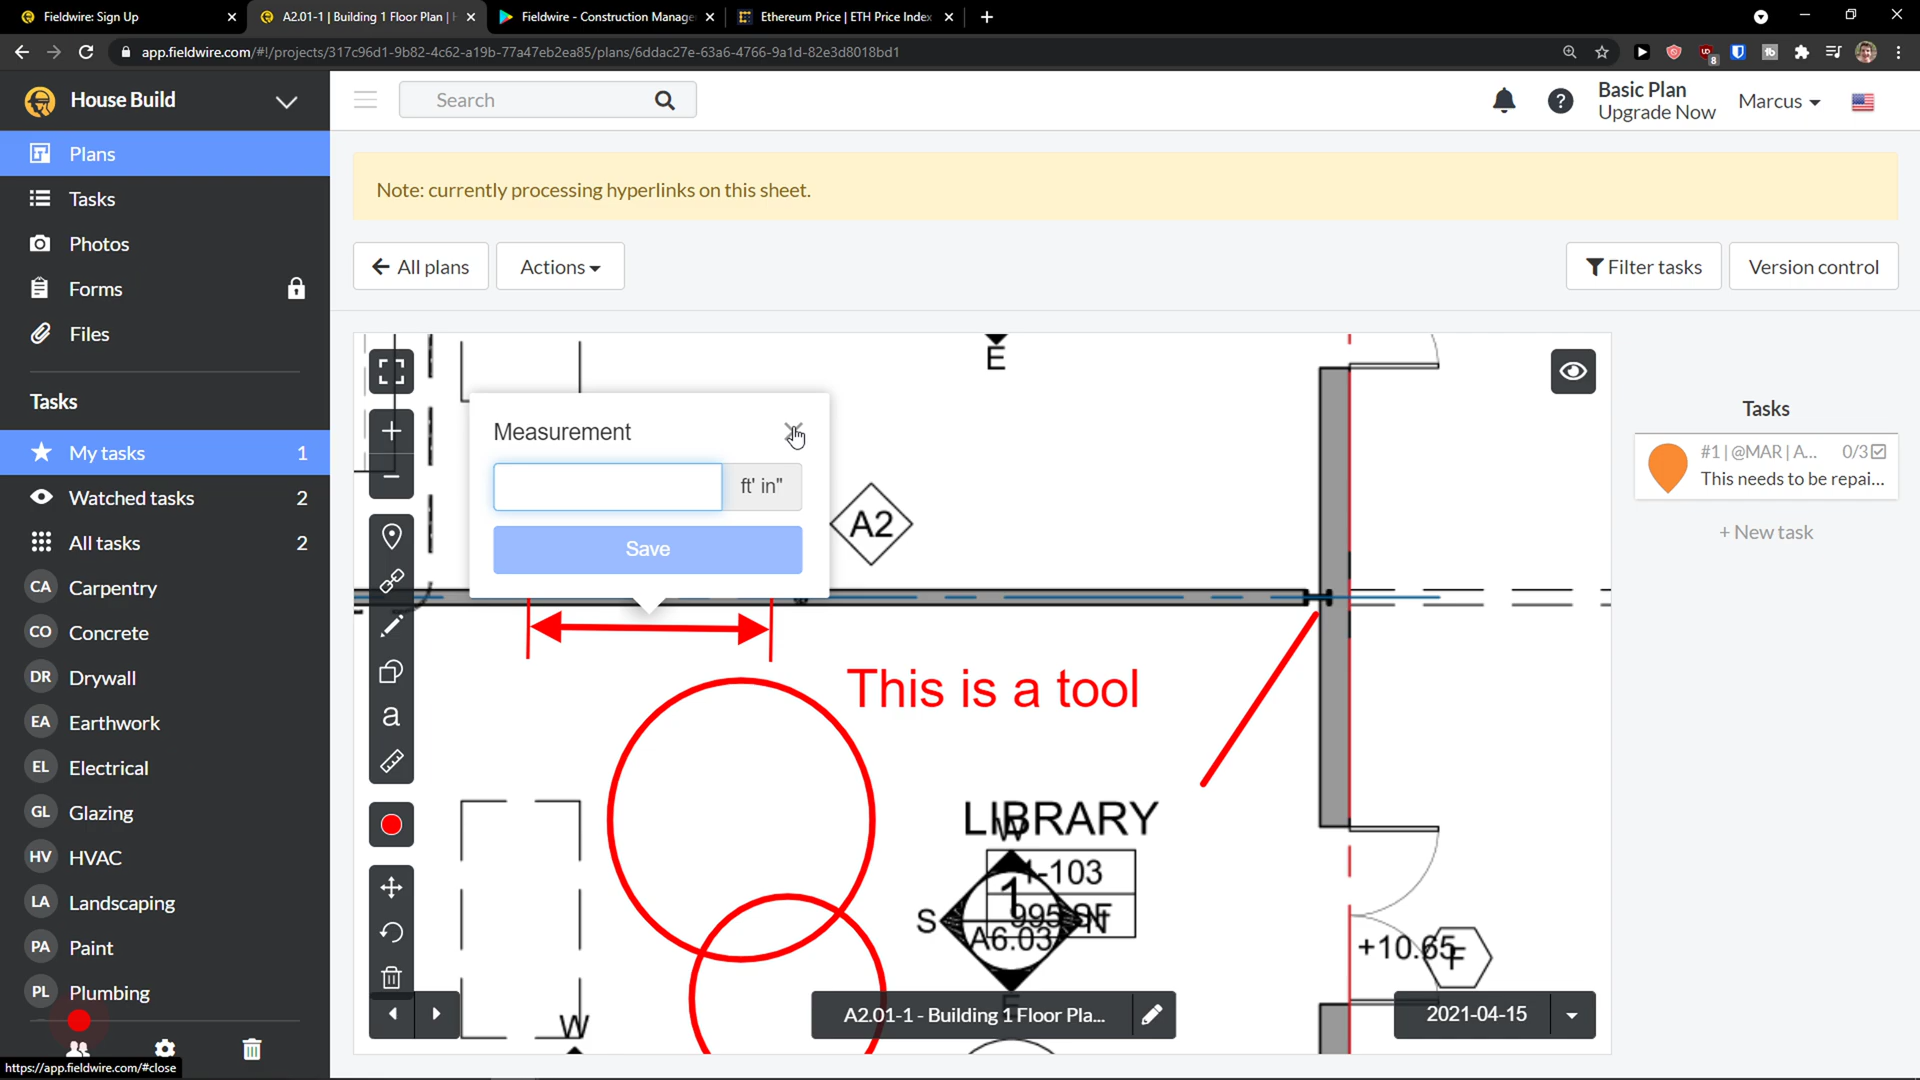 Fieldwire: Sign Up
A2.01-1 | Building 1 Floor Plan |
Fieldwire - Construction Manage
Ethereum Price | ETH Price Index
app.fieldwire.com/#!/projects/317c96d1-9b82-4c62-a19b-77a47eb2ea85/plans/6ddac27e-63a6-4766-9a1d-82e3d8018bd1
8
House Build
Search
Basic Plan
Upgrade Now
Marcus
Plans
Tasks
Photos
Forms
Files
Note: currently processing hyperlinks on this sheet.
All plans
Actions
Filter tasks
Version control
Tasks
My tasks 1
Watched tasks 2
All tasks 2
CA Carpentry
CO Concrete
DR Drywall
EA Earthwork
EL Electrical
GL Glazing
HV HVAC
LA Landscaping
PA Paint
PL Plumbing
E
Measurement
ft' in"
Save
A2
This is a tool
a
LIBRARY
W
1-103
1
995 SF
S
N
A6.03
E
W
+10.65
F
A2.01-1 - Building 1 Floor Pla...
2021-04-15
Tasks
#1 | @MAR | A... 0/3
This needs to be repai...
+ New task
https://app.fieldwire.com/#close